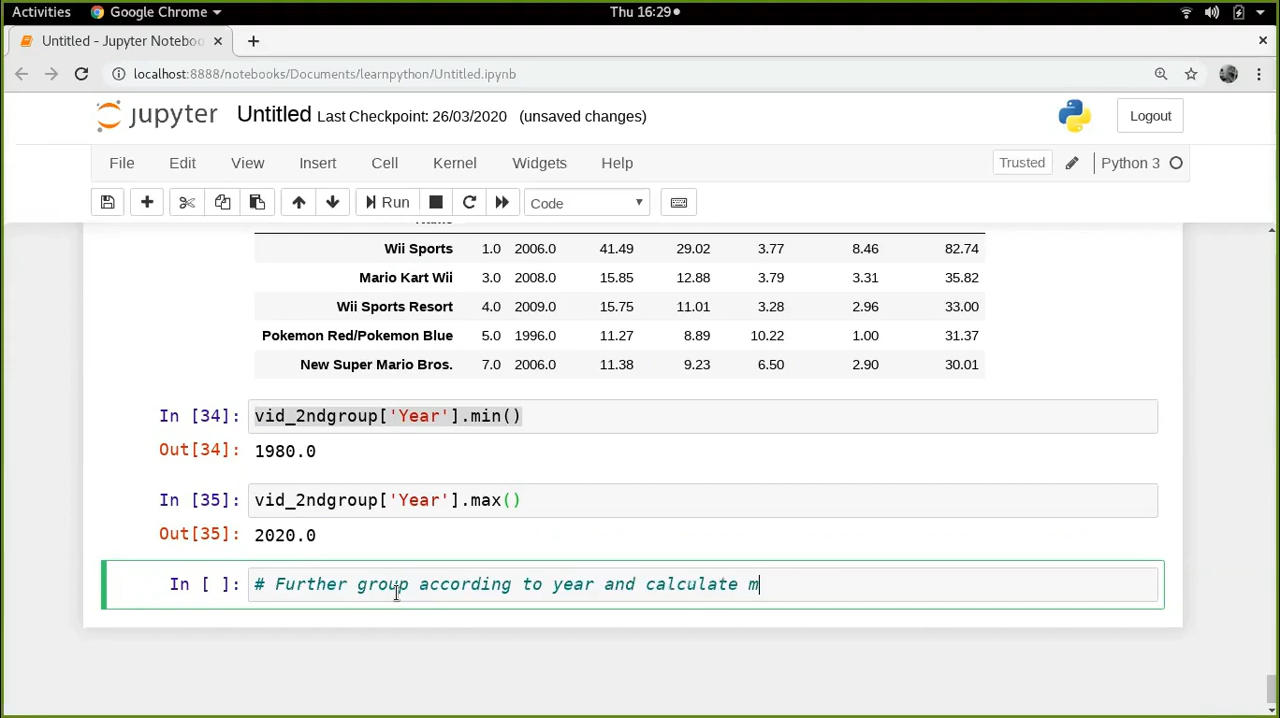 Activities Google Chrome Thu 16:29
Untitled - Jupyter Notebo
localhost:8888/notebooks/Documents/learnpython/Untitled.ipynb
jupyter Untitled Last Checkpoint: 26/03/2020 (unsaved changes) Logout
File Edit View Insert Cell Kernel Widgets Help Trusted Python 3
Run Code
Wii Sports 1.0 2006.0 41.49 29.02 3.77 8.46 82.74
Mario Kart Wii 3.0 2008.0 15.85 12.88 3.79 3.31 35.82
Wii Sports Resort 4.0 2009.0 15.75 11.01 3.28 2.96 33.00
Pokemon Red/Pokemon Blue 5.0 1996.0 11.27 8.89 10.22 1.00 31.37
New Super Mario Bros. 7.0 2006.0 11.38 9.23 6.50 2.90 30.01
In [34]: vid_2ndgroup['Year'].min()
Out[34]: 1980.0
In [35]: vid_2ndgroup['Year'].max()
Out[35]: 2020.0
In [ ]: # Further group according to year and calculate m